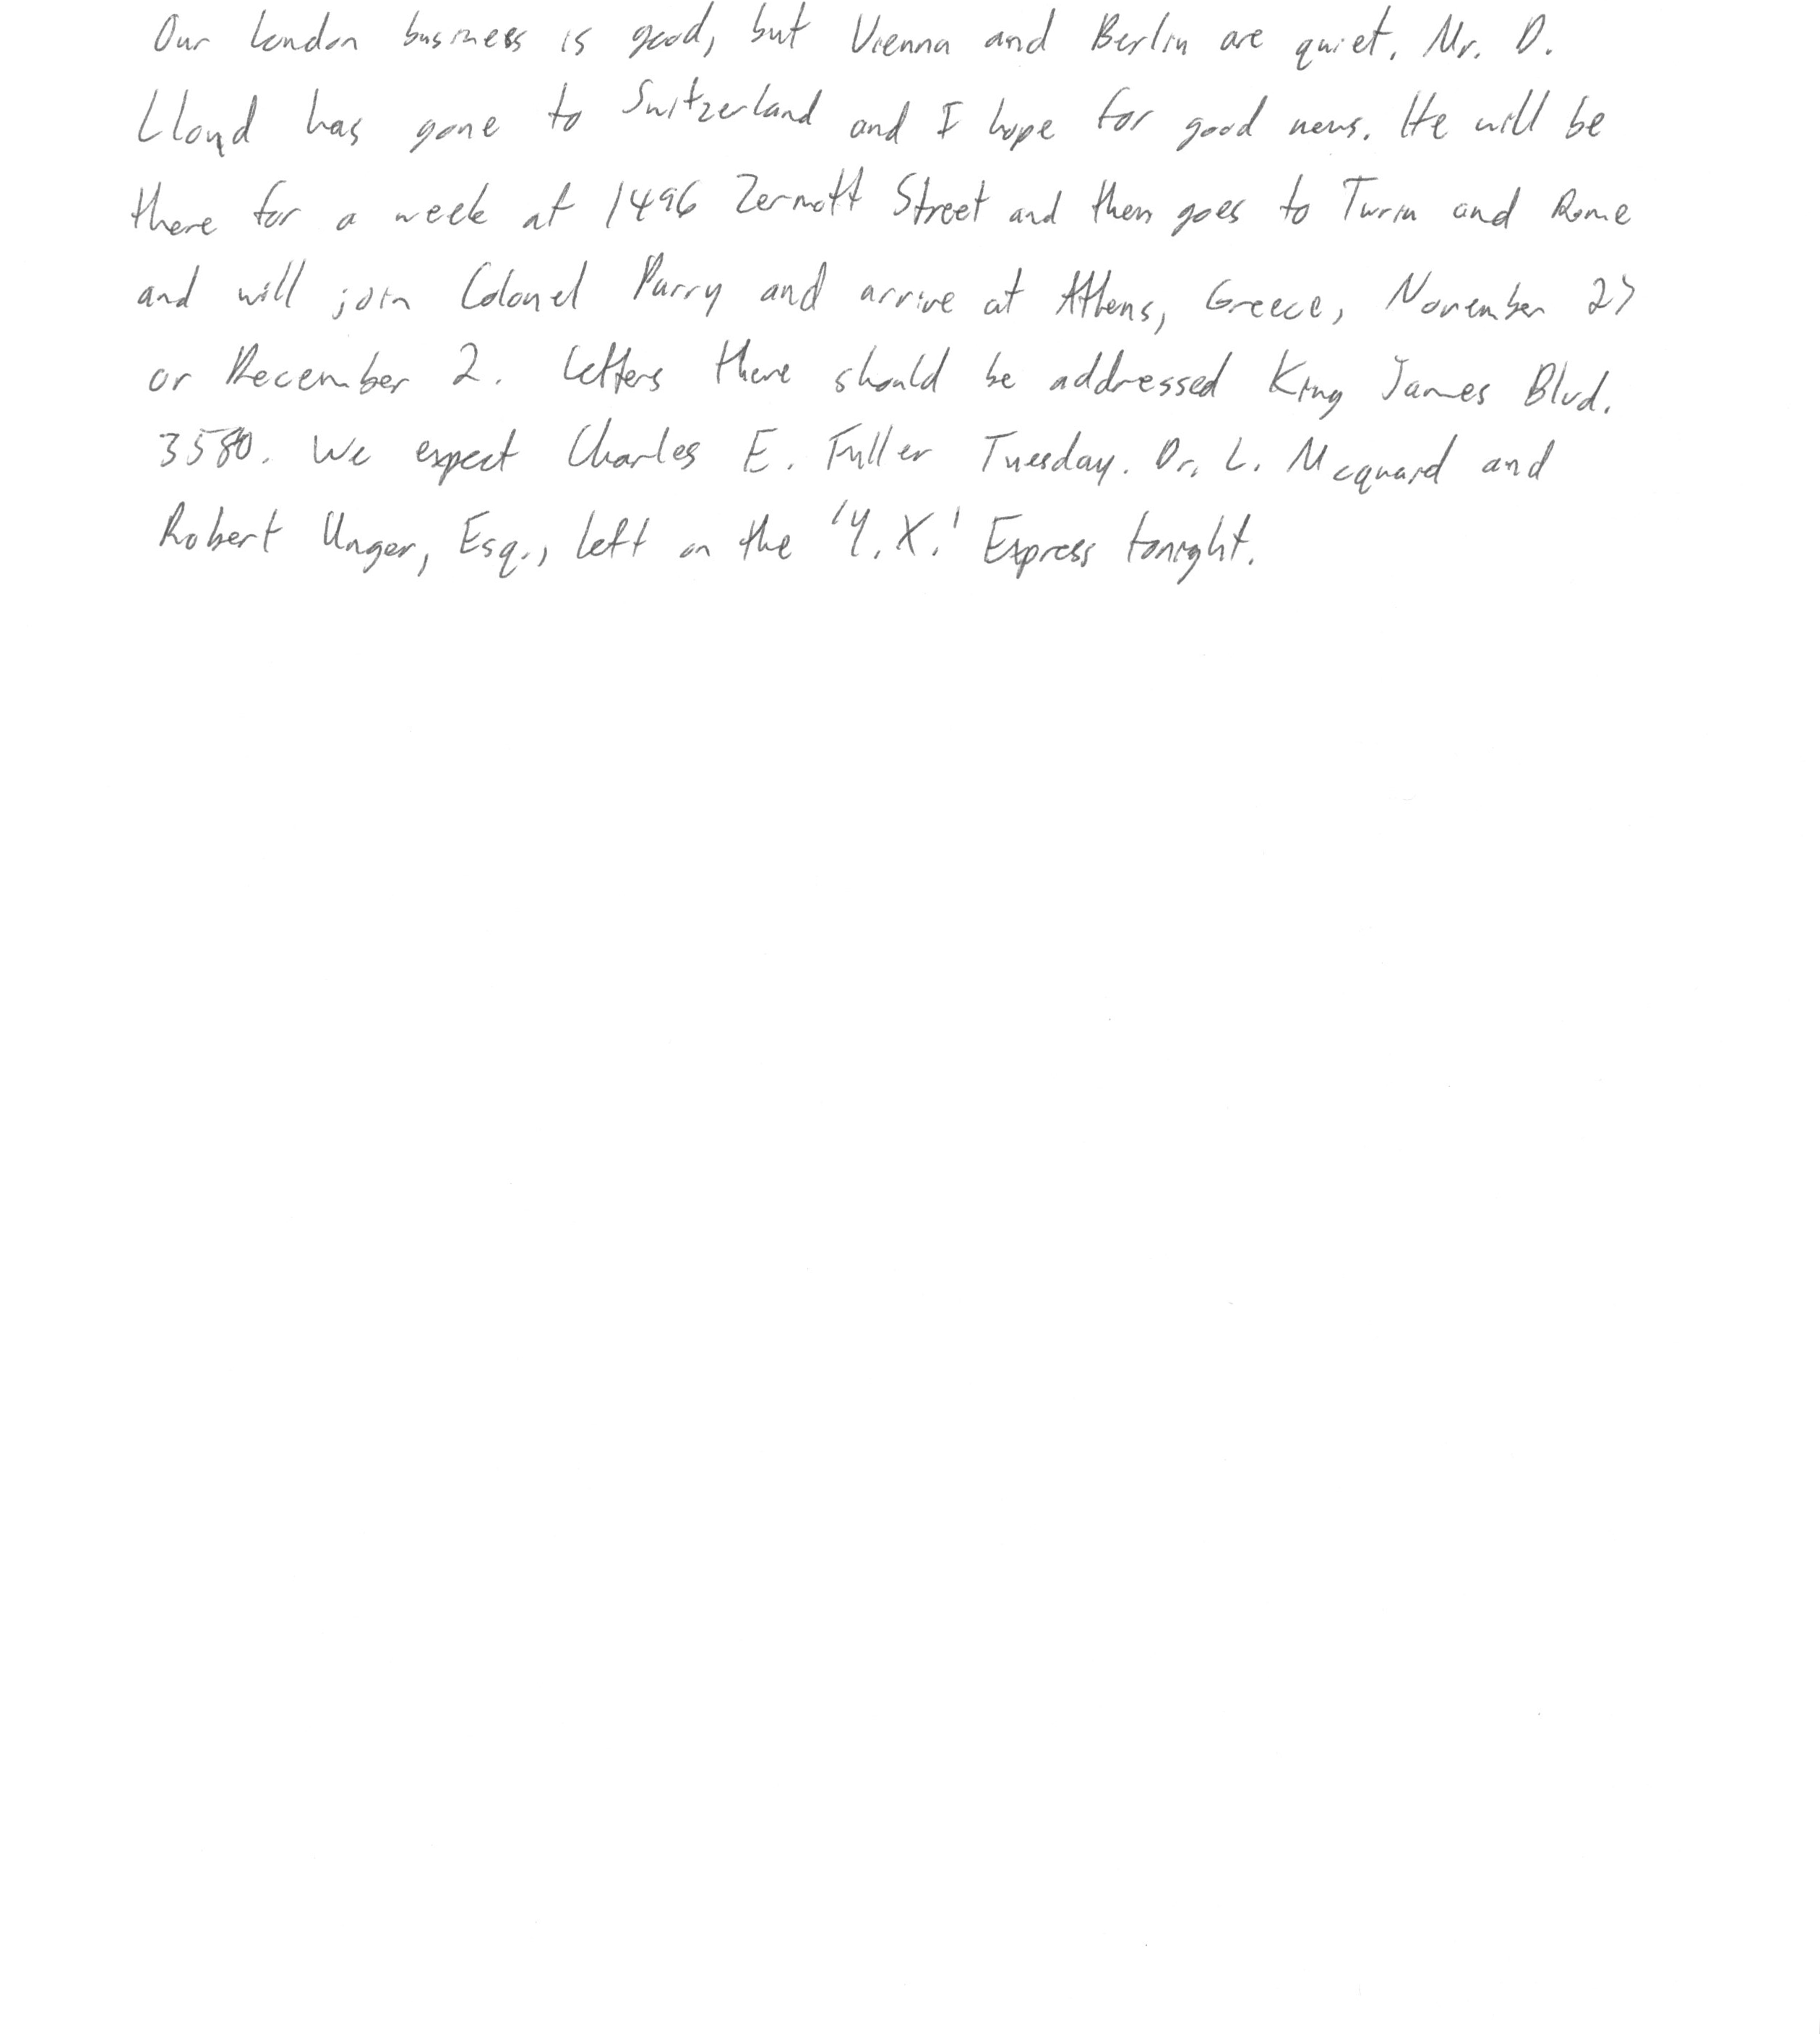 Our London business is good, but Vienna and Berlin are quiet. Mr. D.
Lloyd has gone to Switzerland and I hope for good news. He will be
there for a week at 1496 Zermott Street and then goes to Turin and Rome
and will join Colonel Parry and arrive at Athens, Greece, November 27
or December 2. Letters there should be addressed King James Blvd.
3580. We expect Charles E. Fuller Tuesday. Dr. L. Mcquaid and
Robert Unger, Esq., left on the 'Y.X.' Express tonight.